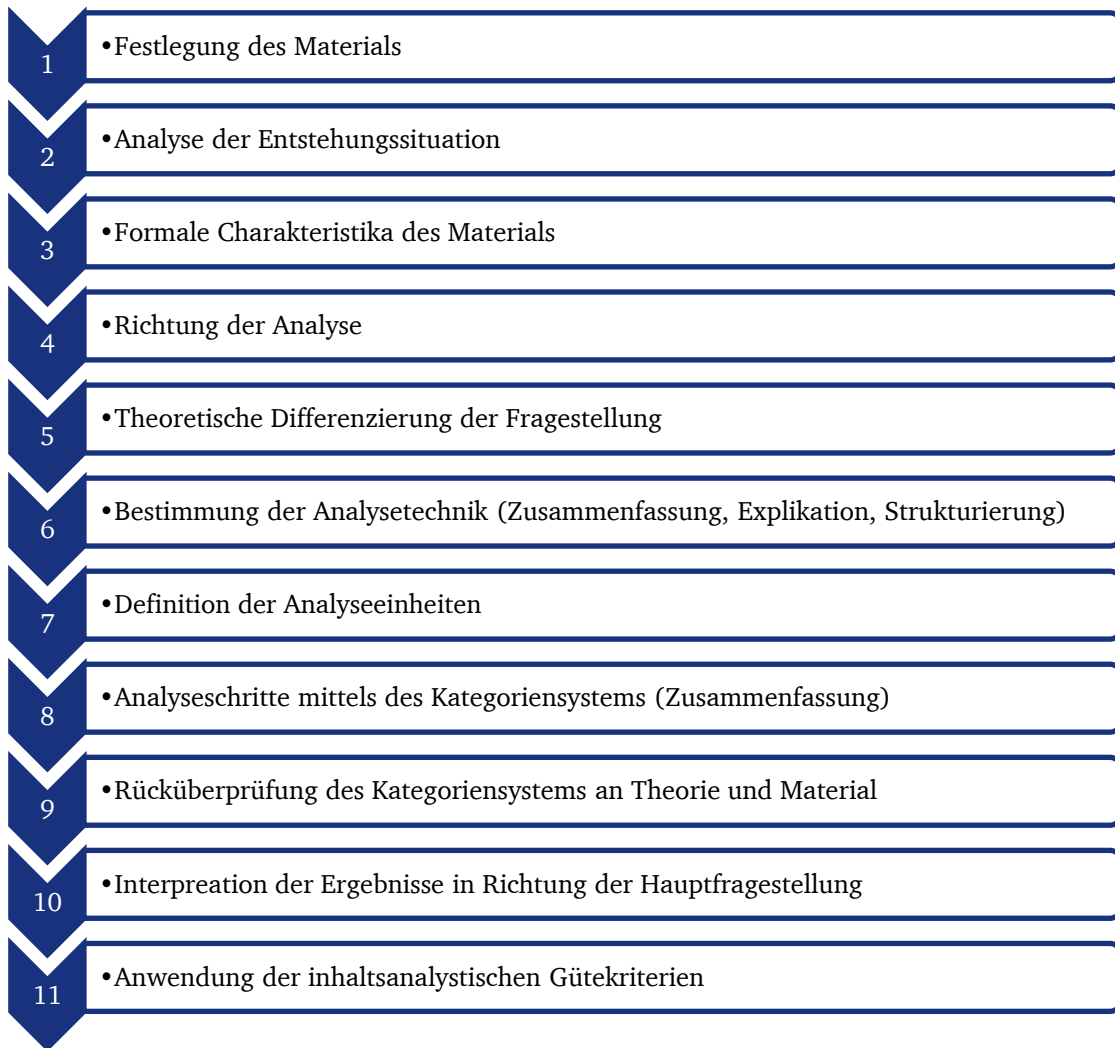 1
•Festlegung des Materials
2
•Analyse der Entstehungssituation
3
•Formale Charakteristika des Materials
4
•Richtung der Analyse
5
•Theoretische Differenzierung der Fragestellung
6
•Bestimmung der Analysetechnik (Zusammenfassung, Explikation, Strukturierung)
7
•Definition der Analyseeinheiten
8
•Analyseschritte mittels des Kategoriensystems (Zusammenfassung)
9
•Rücküberprüfung des Kategoriensystems an Theorie und Material
10
•Interpreation der Ergebnisse in Richtung der Hauptfragestellung
11
•Anwendung der inhaltsanalystischen Gütekriterien